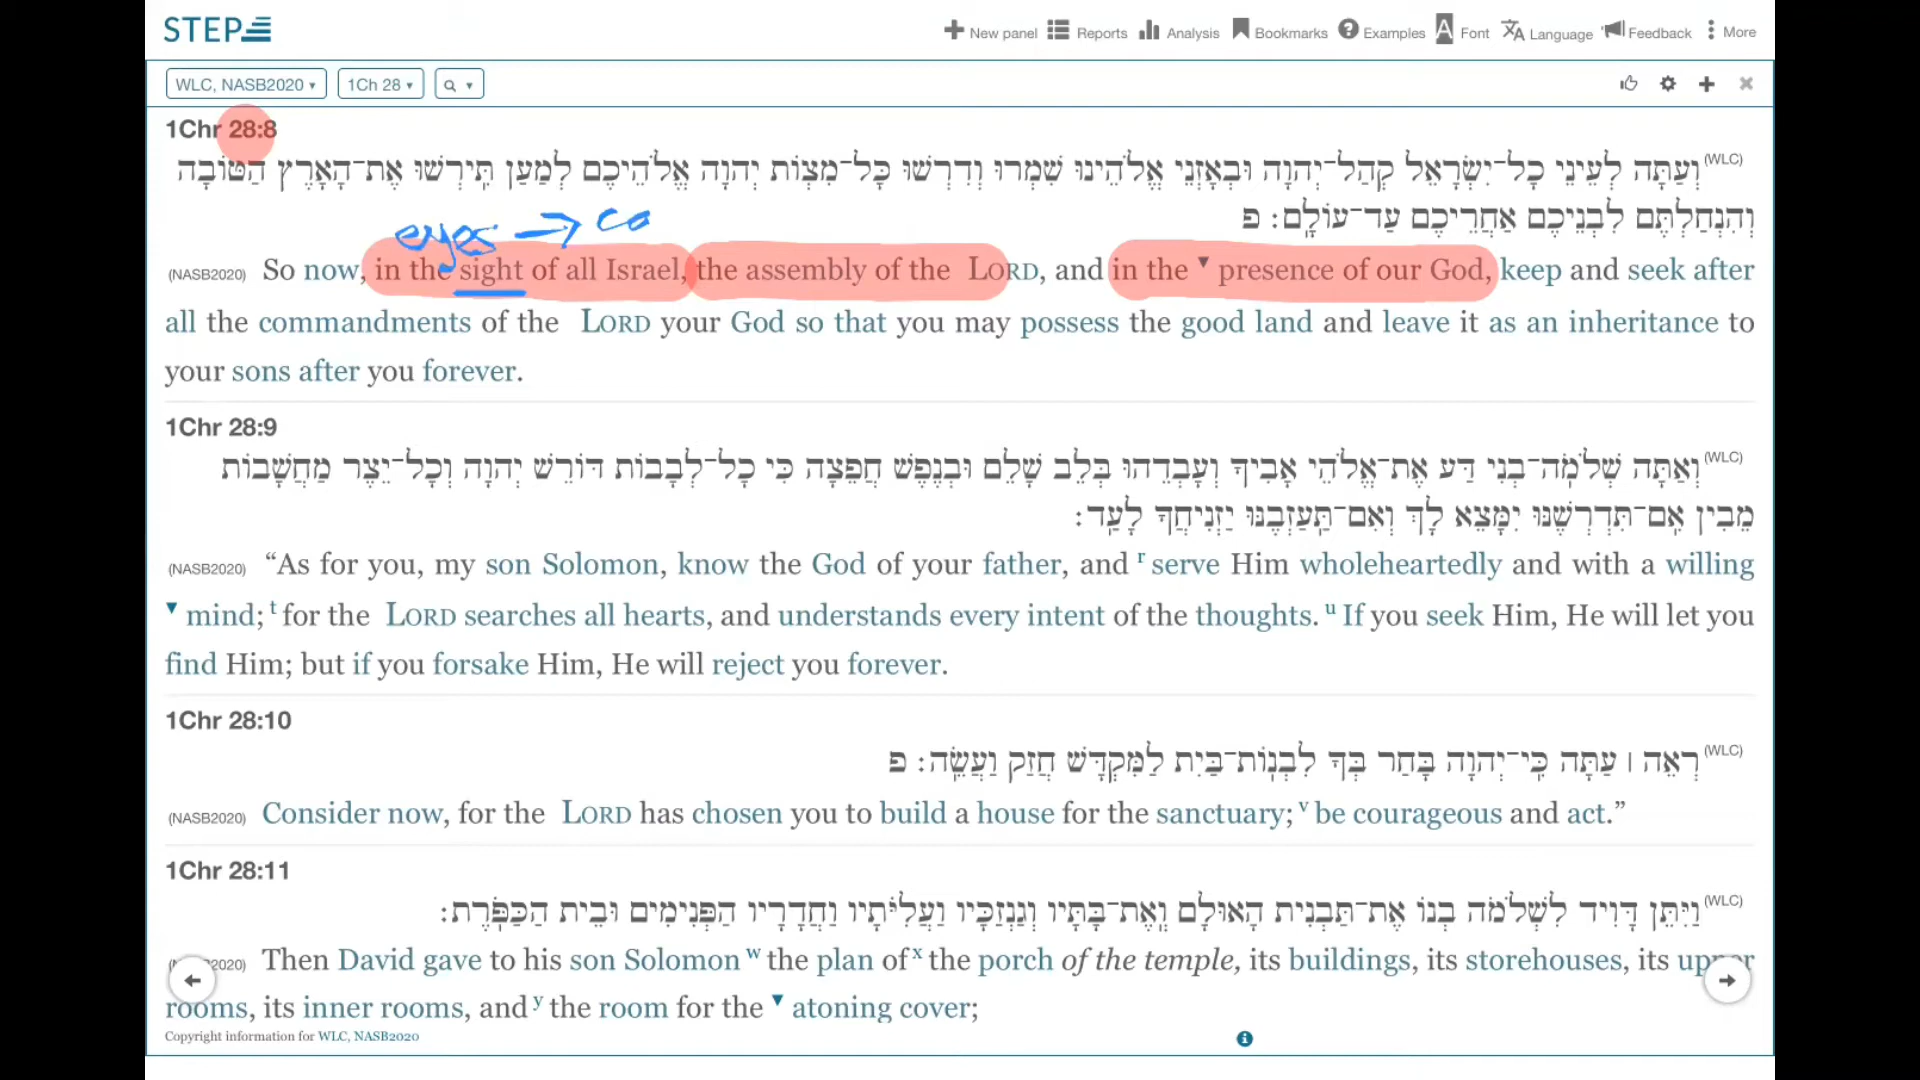 STEP
New panel Reports Analysis Bookmarks Examples A Font Language Feedback More
WLC, NASB2020 1Ch 28
1Chr 28:8
(WLC) וְעַתָּה לְעֵינֵי כָל־יִשְׂרָאֵל קְהַל־יְהוָה וּבְאָזְנֵי אֱלֹהֵינוּ שִׁמְרוּ וְדִרְשׁוּ כָּל־מִצְוֺת יְהוָה אֱלֹהֵיכֶם לְמַעַן תִּֽירְשׁוּ אֶת־הָאָרֶץ הַטּוֹבָה
וְהִנְחַלְתֶּם לִבְנֵיכֶם אַחֲרֵיכֶם עַד־עוֹלָֽם׃ פ
eyes → co
(NASB2020) So now, in the sight of all Israel, the assembly of the LORD, and in the ▼ presence of our God, keep and seek after
all the commandments of the LORD your God so that you may possess the good land and leave it as an inheritance to
your sons after you forever.
1Chr 28:9
(WLC) וְאַתָּה שְׁלֹמֹֽה־בְנִי דַּע אֶת־אֱלֹהֵי אָבִיךָ וְעָבְדֵהוּ בְּלֵב שָׁלֵם וּבְנֶפֶשׁ חֲפֵצָה כִּי כָל־לְבָבוֹת דּוֹרֵשׁ יְהוָה וְכָל־יֵצֶר מַחֲשָׁבוֹת
מֵבִין אִֽם־תִּדְרְשֶׁנּוּ יִמָּצֵא לָךְ וְאִם־תַּֽעַזְבֶנּוּ יַזְנִיחֲךָ לָעַֽד׃
(NASB2020) “As for you, my son Solomon, know the God of your father, and r serve Him wholeheartedly and with a willing
▼ mind; t for the LORD searches all hearts, and understands every intent of the thoughts. u If you seek Him, He will let you
find Him; but if you forsake Him, He will reject you forever.
1Chr 28:10
(WLC) רְאֵה ׀ עַתָּה כִּֽי־יְהוָה בָּחַר בְּךָ לִבְנֽוֹת־בַּיִת לַמִּקְדָּשׁ חֲזַק וַעֲשֵֽׂה׃ פ
(NASB2020) Consider now, for the LORD has chosen you to build a house for the sanctuary; v be courageous and act.”
1Chr 28:11
(WLC) וַיִּתֵּן דָּוִיד לִשְׁלֹמֹה בְנוֹ אֶת־תַּבְנִית הָאוּלָם וְֽאֶת־בָּתָּיו וְגַנְזַכָּיו וַעֲלִיֹּתָיו וַחֲדָרָיו הַפְּנִימִים וּבֵית הַכַּפֹּֽרֶת׃
2020) Then David gave to his son Solomon w the plan of x the porch of the temple, its buildings, its storehouses, its upper
rooms, its inner rooms, and y the room for the ▼ atoning cover;
Copyright information for WLC, NASB2020